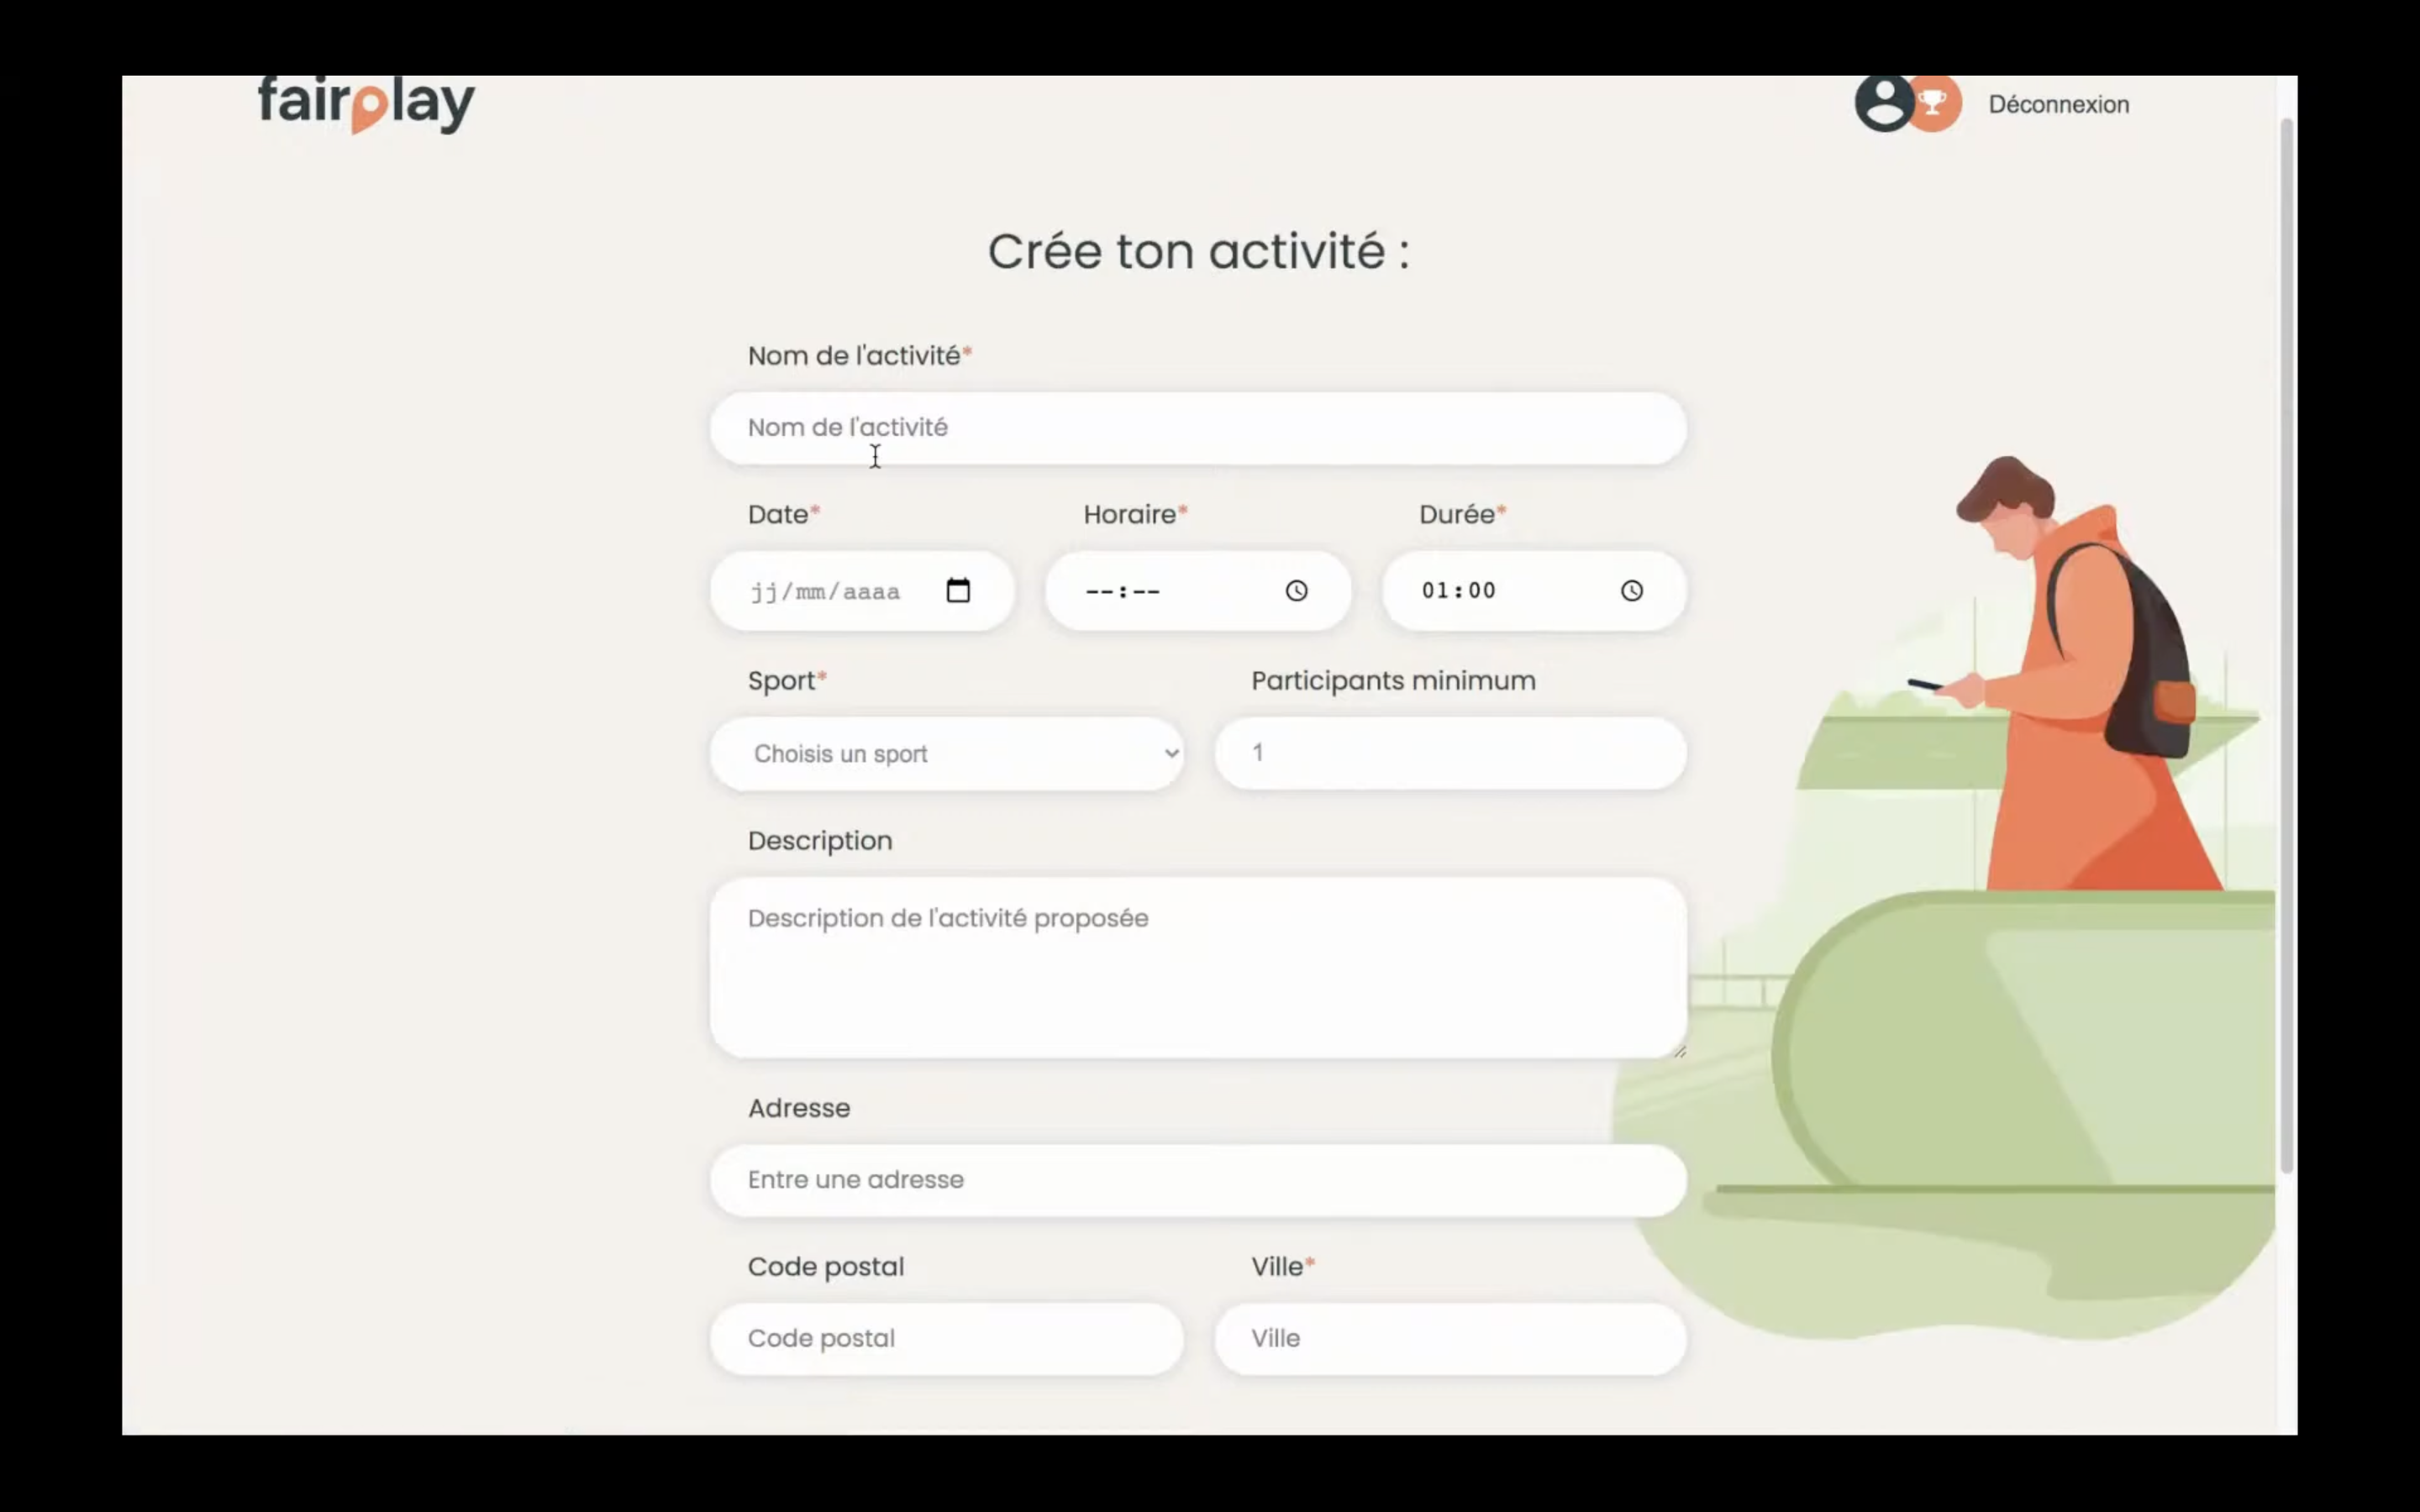 fairplay
Déconnexion
Crée ton activité :
Nom de l'activité*
Nom de l'activité
Date* Horaire* Durée*
jj/mm/aaaa --:-- 01:00
Sport* Participants minimum
Choisis un sport 1
Description
Description de l'activité proposée
Adresse
Entre une adresse
Code postal Ville*
Code postal Ville